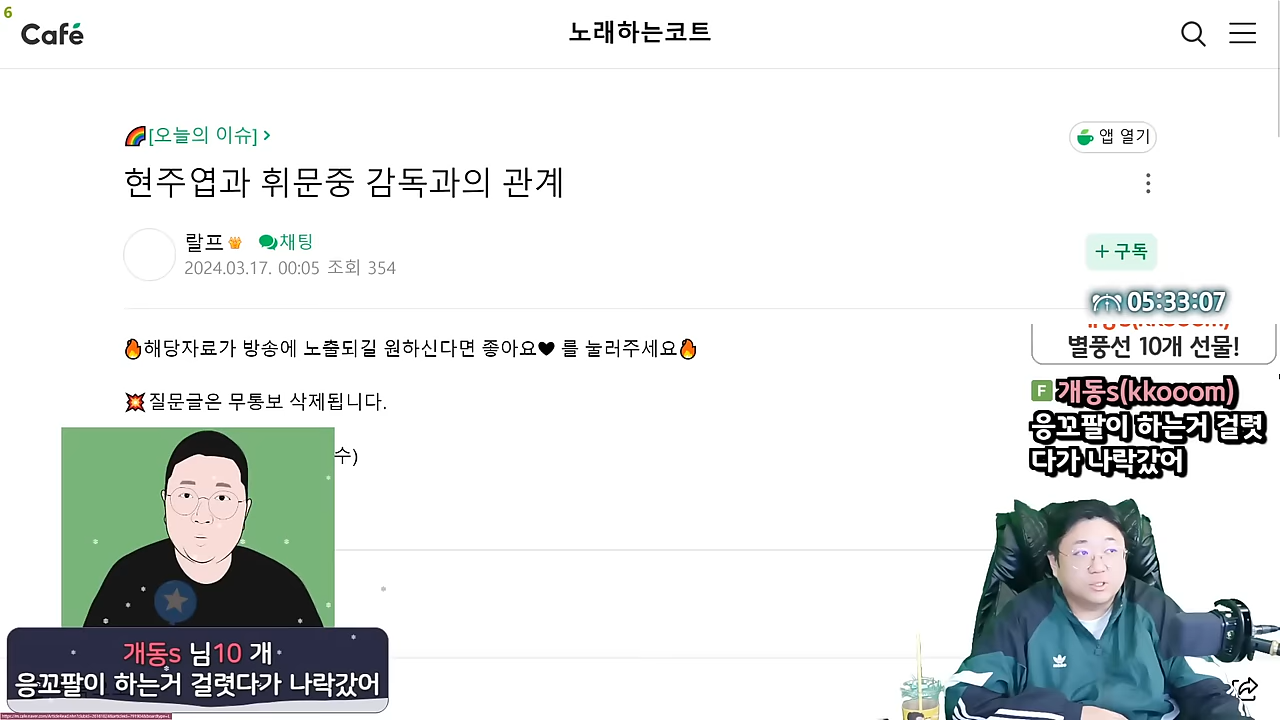 6
Café
노래하는코트
[오늘의 이슈] >
앱 열기
현주엽과 휘문중 감독과의 관계
랄프 채팅
2024.03.17. 00:05 조회 354
+ 구독
05:33:07
해당자료가 방송에 노출되길 원하신다면 좋아요🖤 를 눌러주세요
별풍선 10개 선물!
F 개동s(kkooom)
응꼬팔이 하는거 걸렷
다가 나락갔어
질문글은 무통보 삭제됩니다.
수)
개동s 님10 개
응꼬팔이 하는거 걸렷다가 나락갔어